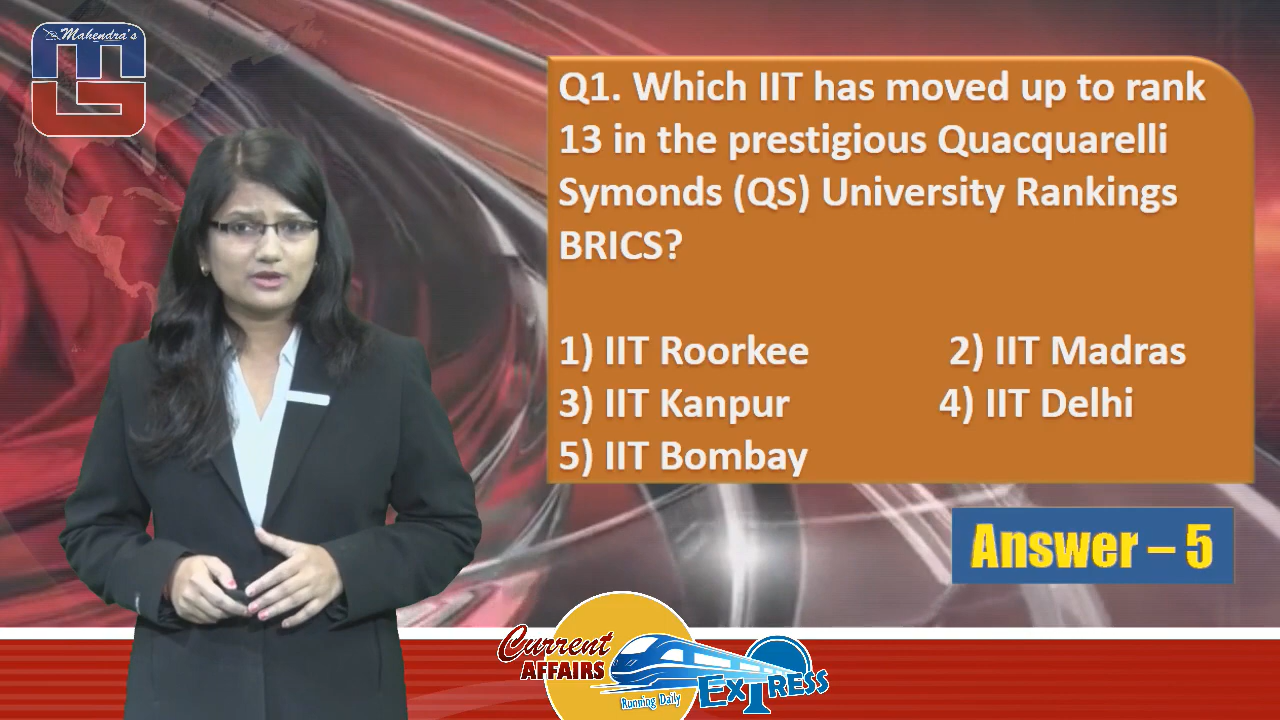 Mahendra's
Q1. Which IIT has moved up to rank
13 in the prestigious Quacquarelli
Symonds (QS) University Rankings
BRICS?
1) IIT Roorkee 2) IIT Madras
3) IIT Kanpur 4) IIT Delhi
5) IIT Bombay
Answer – 5
Current
AFFAIRS
Running Daily
ExPRESS